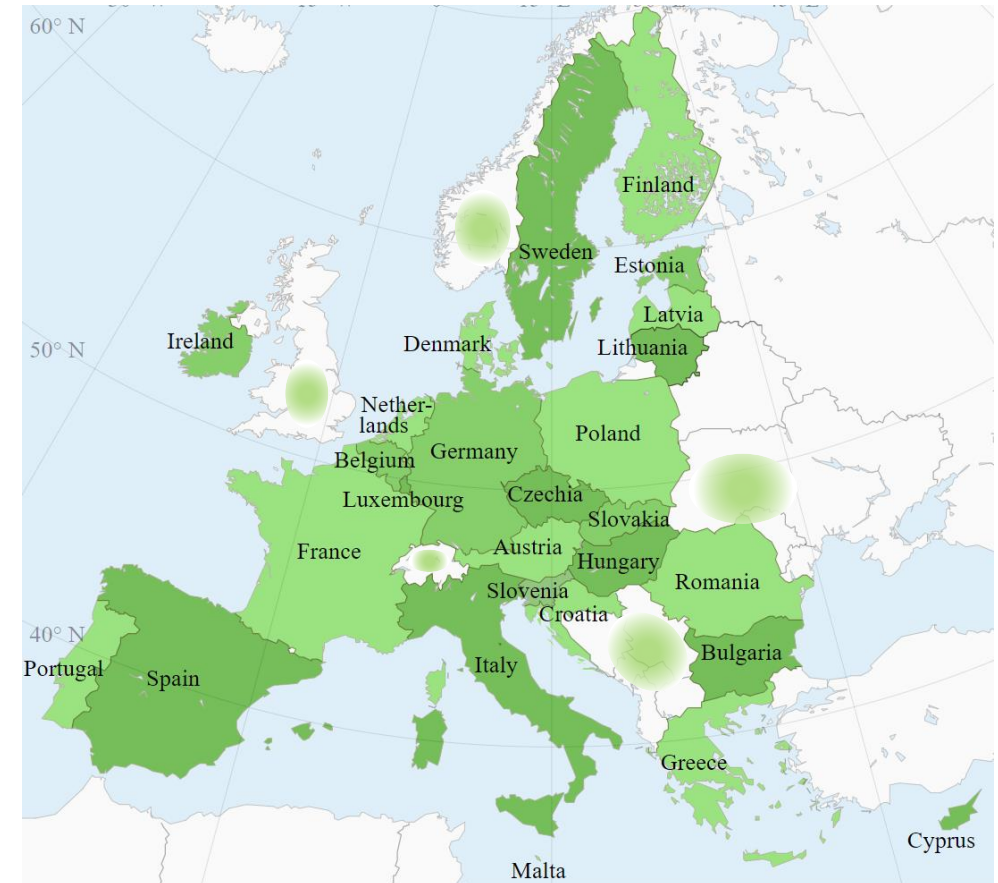 60° N
Finland
Sweden
Estonia
Latvia
Ireland
50° N
Denmark
Lithuania
Nether-
lands
Poland
Germany
Belgium
Luxembourg
Czechia
Slovakia
France
Austria
Hungary
Romania
Slovenia
Croatia
40° N
Portugal
Spain
Italy
Bulgaria
Greece
Cyprus
Malta